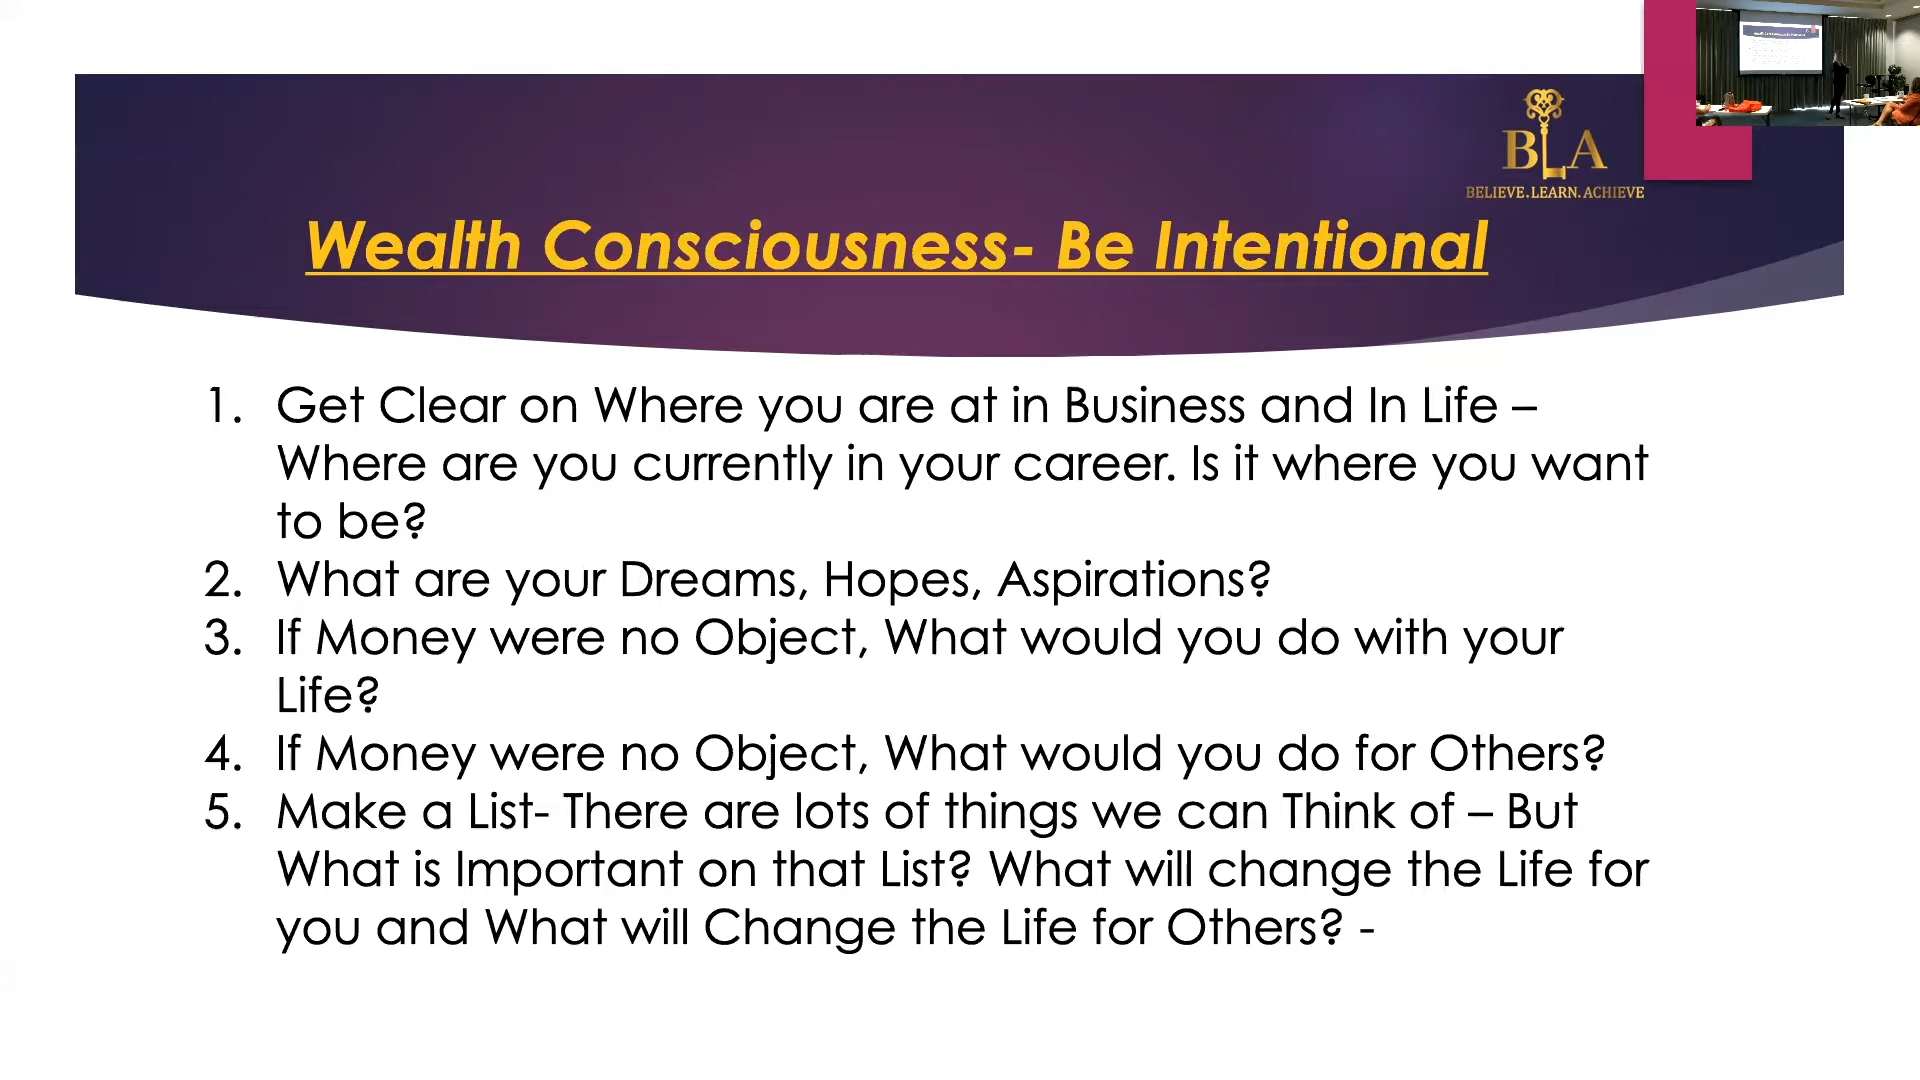 BLA
BELIEVE.LEARN.ACHIEVE
Wealth Consciousness- Be Intentional
1. Get Clear on Where you are at in Business and In Life –
Where are you currently in your career. Is it where you want
to be?
2. What are your Dreams, Hopes, Aspirations?
3. If Money were no Object, What would you do with your
Life?
4. If Money were no Object, What would you do for Others?
5. Make a List- There are lots of things we can Think of – But
What is Important on that List? What will change the Life for
you and What will Change the Life for Others? -